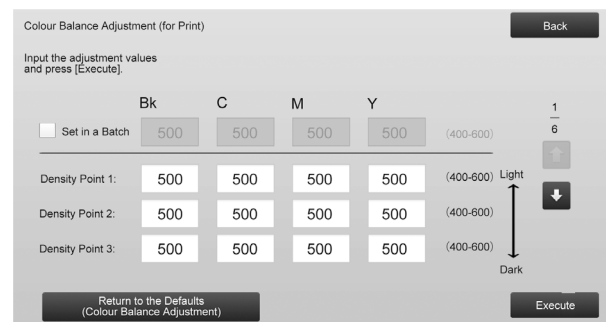 Colour Balance Adjustment (for Print)
Back
Input the adjustment values
and press [Execute].
Bk C M Y
1
6
Set in a Batch 500 500 500 500 (400-600)
Density Point 1: 500 500 500 500 (400-600) Light
Density Point 2: 500 500 500 500 (400-600)
Density Point 3: 500 500 500 500 (400-600)
Dark
Return to the Defaults
(Colour Balance Adjustment)
Execute